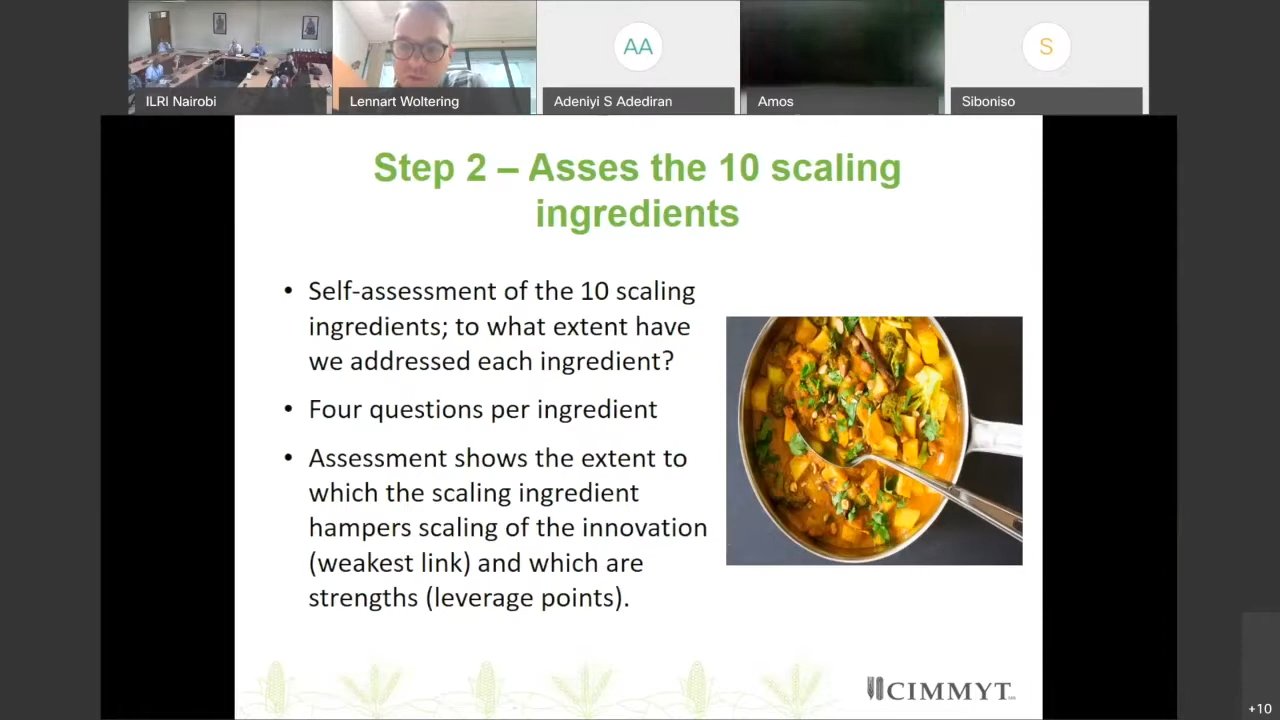 AA
S
ILRI Nairobi
Lennart Woltering
Adeniyi S Adediran
Amos
Siboniso
Step 2 – Asses the 10 scaling
ingredients
• Self-assessment of the 10 scaling
ingredients; to what extent have
we addressed each ingredient?
• Four questions per ingredient
• Assessment shows the extent to
which the scaling ingredient
hampers scaling of the innovation
(weakest link) and which are
strengths (leverage points).
CIMMYT
+10